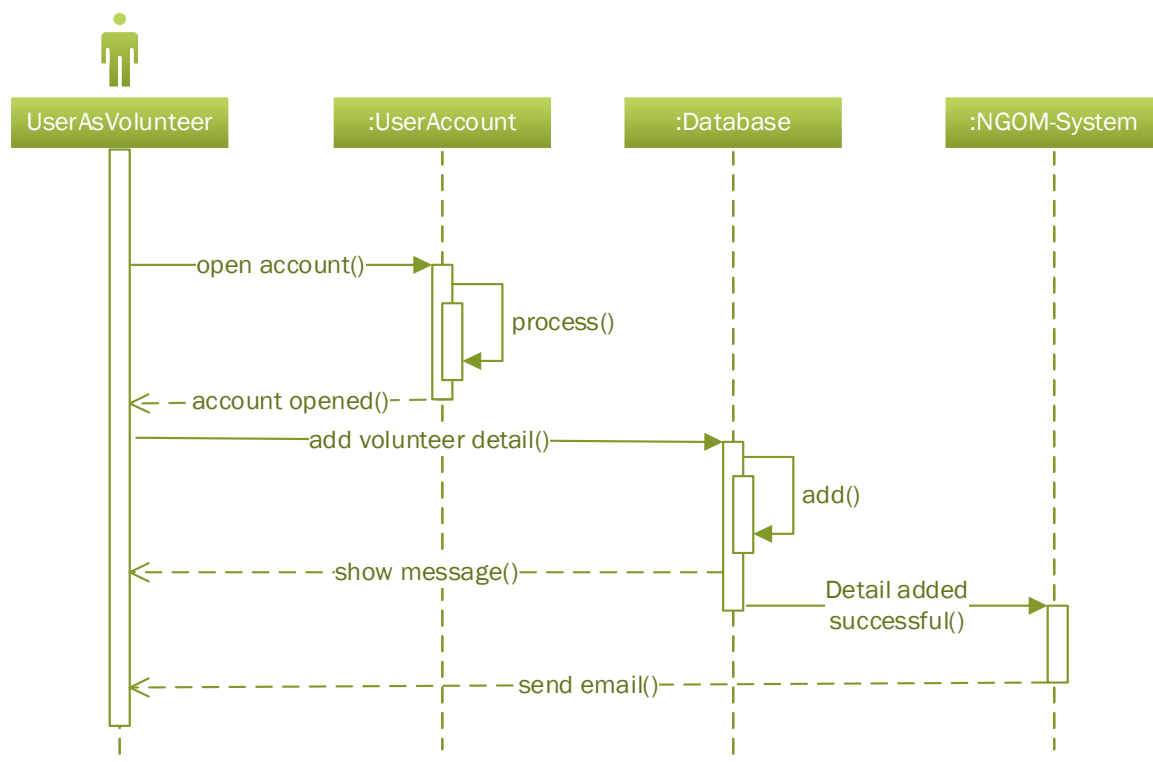 UserAsVolunteer
:UserAccount
:Database
:NGOM-System
open account()
process()
account opened()
add volunteer detail()
add()
show message()
Detail added
successful()
send email()